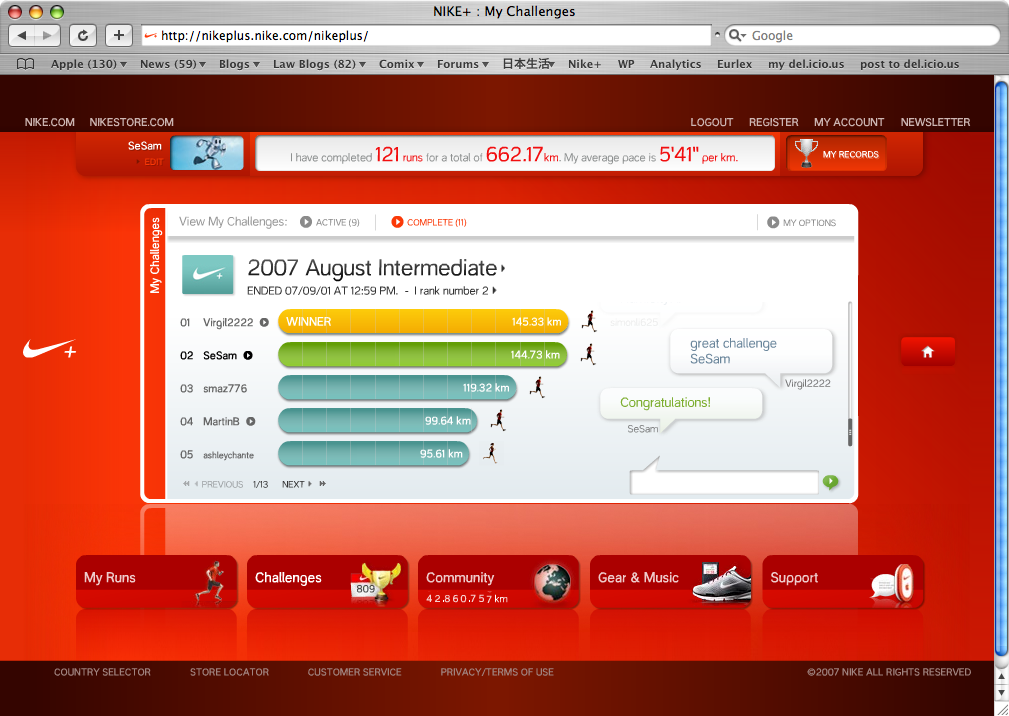 NIKE+ : My Challenges
http://nikeplus.nike.com/nikeplus/
Google
Apple (130) News (59) Blogs Law Blogs (82) Comix Forums 日本生活 Nike+ WP Analytics Eurlex my del.icio.us post to del.icio.us
NIKE.COM NIKESTORE.COM LOGOUT REGISTER MY ACCOUNT NEWSLETTER
SeSam
EDIT
I have completed 121 runs for a total of 662.17km. My average pace is 5'41" per km.
MY RECORDS
My Challenges
View My Challenges: ACTIVE (9) COMPLETE (11) MY OPTIONS
2007 August Intermediate
ENDED 07/09/01 AT 12:59 PM. - I rank number 2
01 Virgil2222 WINNER 145.33 km
02 SeSam 144.73 km
03 smaz776 119.32 km
04 MartinB 99.64 km
05 ashleychante 95.61 km
PREVIOUS 1/13 NEXT
great challenge
SeSam
Virgil2222
Congratulations!
SeSam
My Runs
Challenges
809
Community
42.860.757km
Gear & Music
Support
COUNTRY SELECTOR STORE LOCATOR CUSTOMER SERVICE PRIVACY/TERMS OF USE ©2007 NIKE ALL RIGHTS RESERVED